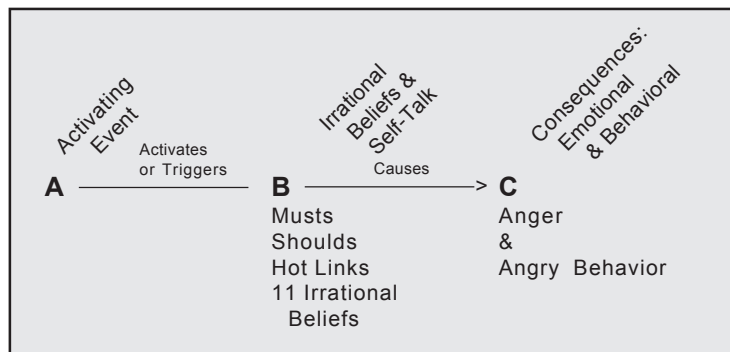 Activating
Event
Irrational
Beliefs &
Self-Talk
Consequences:
Emotional
& Behavioral
Activates
or Triggers
Causes
A
B
>
C
Musts
Shoulds
Hot Links
11 Irrational
Beliefs
Anger
&
Angry Behavior